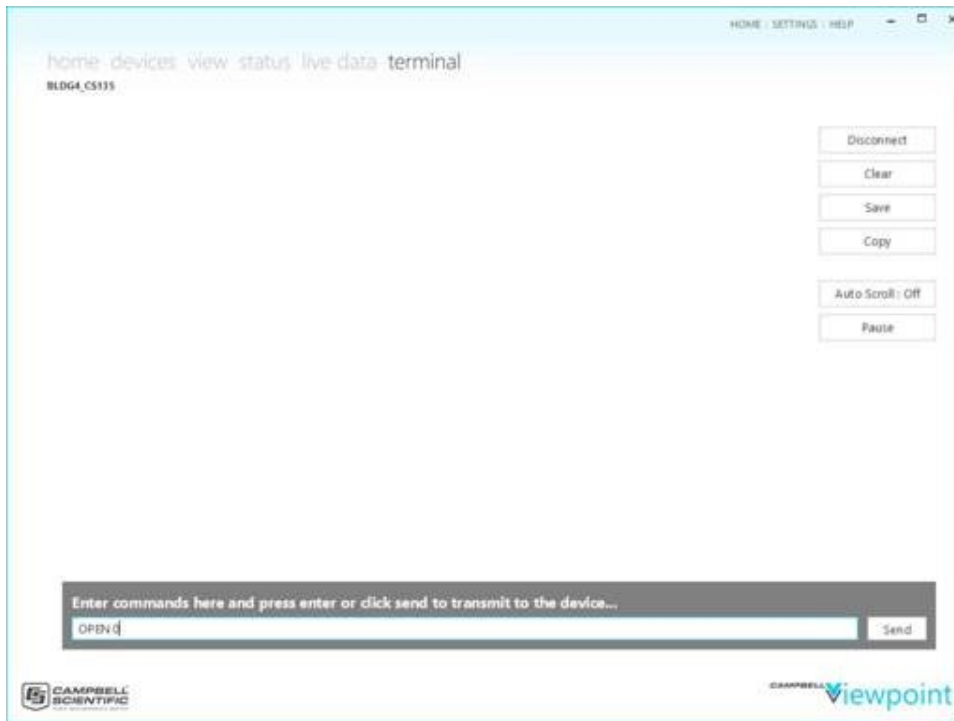 HOME : SETTINGS : HELP
home devices view status live data terminal
BLDG4_CS135
Disconnect
Clear
Save
Copy
Auto Scroll : Off
Pause
Enter commands here and press enter or click send to transmit to the device...
OPEN 0
Send
CAMPBELL
SCIENTIFIC
CAMPBELL Viewpoint